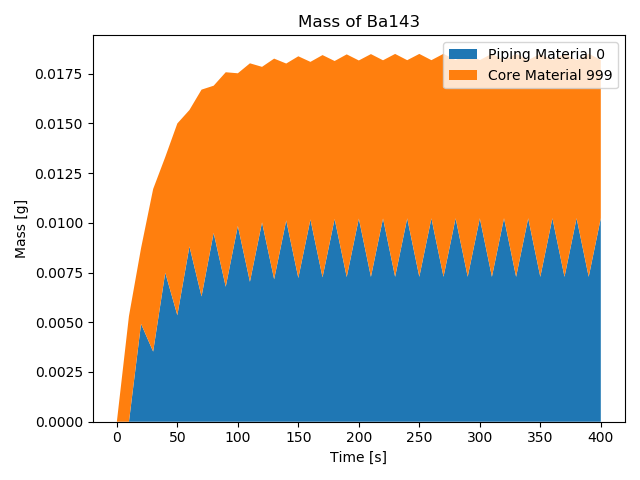 Mass of Ba143
Piping Material 0
Core Material 999
Mass [g]
0.0175
0.0150
0.0125
0.0100
0.0075
0.0050
0.0025
0.0000
0 50 100 150 200 250 300 350 400
Time [s]